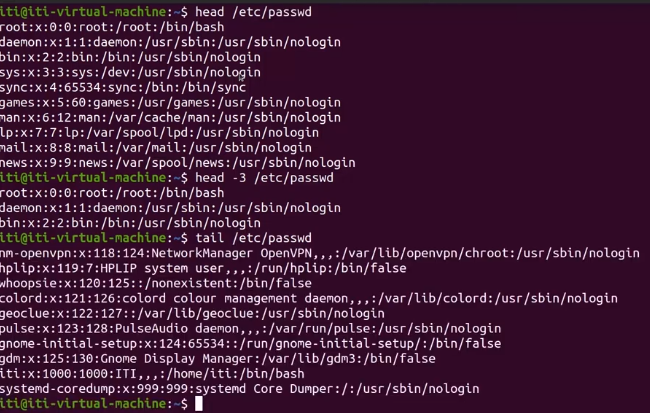 iti@iti-virtual-machine:~$ head /etc/passwd
root:x:0:0:root:/root:/bin/bash
daemon:x:1:1:daemon:/usr/sbin:/usr/sbin/nologin
bin:x:2:2:bin:/bin:/usr/sbin/nologin
sys:x:3:3:sys:/dev:/usr/sbin/nologin
sync:x:4:65534:sync:/bin:/bin/sync
games:x:5:60:games:/usr/games:/usr/sbin/nologin
man:x:6:12:man:/var/cache/man:/usr/sbin/nologin
lp:x:7:7:lp:/var/spool/lpd:/usr/sbin/nologin
mail:x:8:8:mail:/var/mail:/usr/sbin/nologin
news:x:9:9:news:/var/spool/news:/usr/sbin/nologin
iti@iti-virtual-machine:~$ head -3 /etc/passwd
root:x:0:0:root:/root:/bin/bash
daemon:x:1:1:daemon:/usr/sbin:/usr/sbin/nologin
bin:x:2:2:bin:/bin:/usr/sbin/nologin
iti@iti-virtual-machine:~$ tail /etc/passwd
nm-openvpn:x:118:124:NetworkManager OpenVPN,,,:/var/lib/openvpn/chroot:/usr/sbin/nologin
hplip:x:119:7:HPLIP system user,,,:/run/hplip:/bin/false
whoopsie:x:120:125::/nonexistent:/bin/false
colord:x:121:126:colord colour management daemon,,,:/var/lib/colord:/usr/sbin/nologin
geoclue:x:122:127::/var/lib/geoclue:/usr/sbin/nologin
pulse:x:123:128:PulseAudio daemon,,,:/var/run/pulse:/usr/sbin/nologin
gnome-initial-setup:x:124:65534::/run/gnome-initial-setup/:/bin/false
gdm:x:125:130:Gnome Display Manager:/var/lib/gdm3:/bin/false
iti:x:1000:1000:ITI,,,:/home/iti:/bin/bash
systemd-coredump:x:999:999:systemd Core Dumper:/:/usr/sbin/nologin
iti@iti-virtual-machine:~$